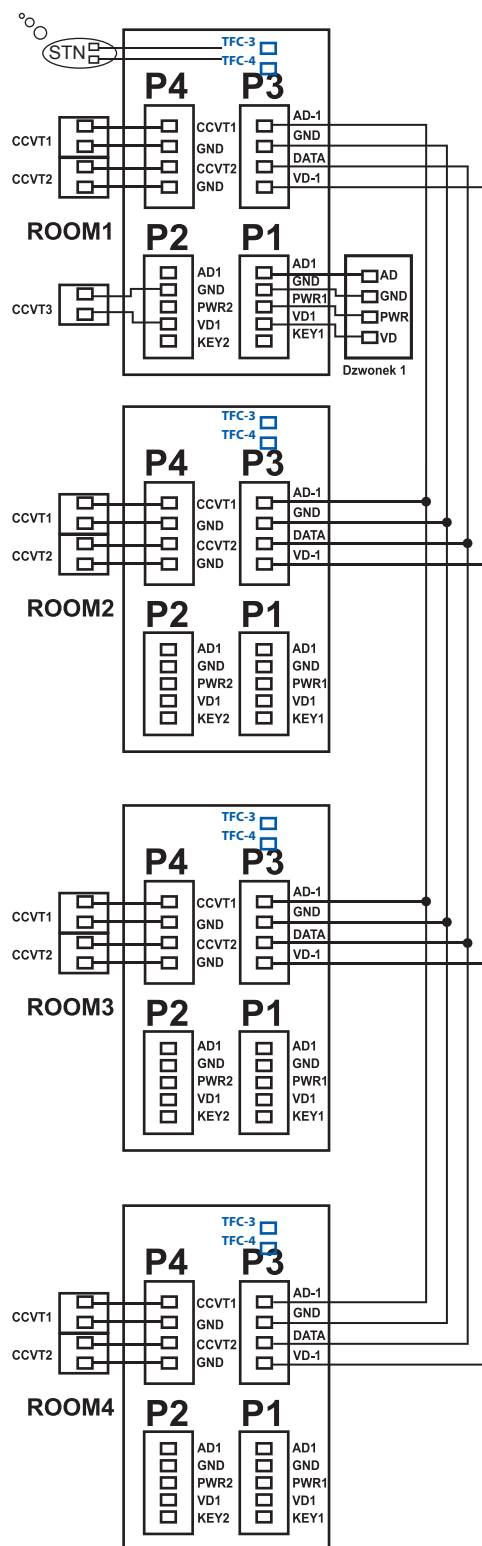 TFC-3
STN
TFC-4
P4 P3
AD-1
CCVT1 CCVT1 GND
GND DATA
CCVT2 CCVT2 VD-1
GND
ROOM1
P2 P1
AD1 AD1 AD
GND GND GND
CCVT3 PWR2 PWR1 PWR
VD1 VD1 VD
KEY2 KEY1
Dzwonek 1
TFC-3
TFC-4
P4 P3
AD-1
CCVT1 CCVT1 GND
GND DATA
CCVT2 CCVT2 VD-1
GND
ROOM2
P2 P1
AD1 AD1
GND GND
PWR2 PWR1
VD1 VD1
KEY2 KEY1
TFC-3
TFC-4
P4 P3
AD-1
CCVT1 CCVT1 GND
GND DATA
CCVT2 CCVT2 VD-1
GND
ROOM3
P2 P1
AD1 AD1
GND GND
PWR2 PWR1
VD1 VD1
KEY2 KEY1
TFC-3
TFC-4
P4 P3
AD-1
CCVT1 CCVT1 GND
GND DATA
CCVT2 CCVT2 VD-1
GND
ROOM4
P2 P1
AD1 AD1
GND GND
PWR2 PWR1
VD1 VD1
KEY2 KEY1